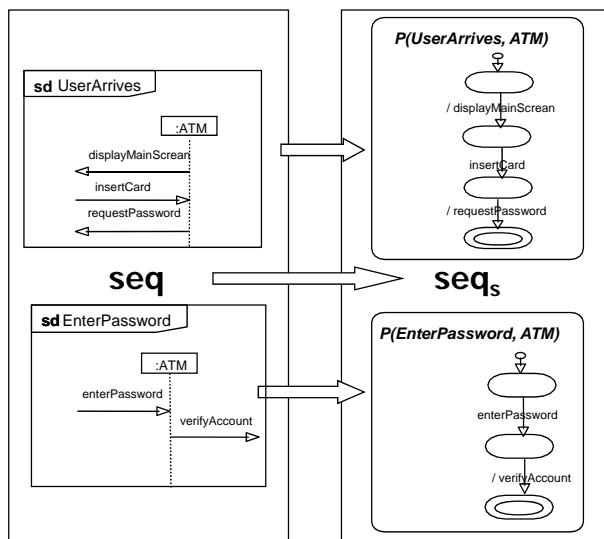 sd UserArrives
:ATM
displayMainScrean
insertCard
requestPassword
P(UserArrives, ATM)
/ displayMainScrean
insertCard
/ requestPassword
seq
seqs
sd EnterPassword
:ATM
enterPassword
verifyAccount
P(EnterPassword, ATM)
enterPassword
/ verifyAccount